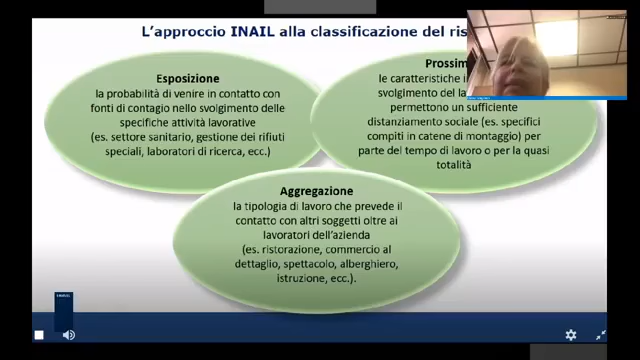 L'approccio INAIL alla classificazione del
Esposizione
la probabilità di venire in contatto con
fonti di contagio nello svolgimento delle
specifiche attività lavorative
(es. settore sanitario, gestione dei rifiuti
speciali, laboratori di ricerca, ecc.)
le caratteristiche
svolgimento del
permettono un sufficiente
distanziamento sociale (es. specifici
compiti in catene di montaggio) per
parte del tempo di lavoro o per la quasi
totalità
Aggregazione
la tipologia di lavoro che prevede il
contatto con altri soggetti oltre ai
lavoratori dell'azienda
(es. ristorazione, commercio al
dettaglio, spettacolo, alberghiero,
istruzione, ecc.).